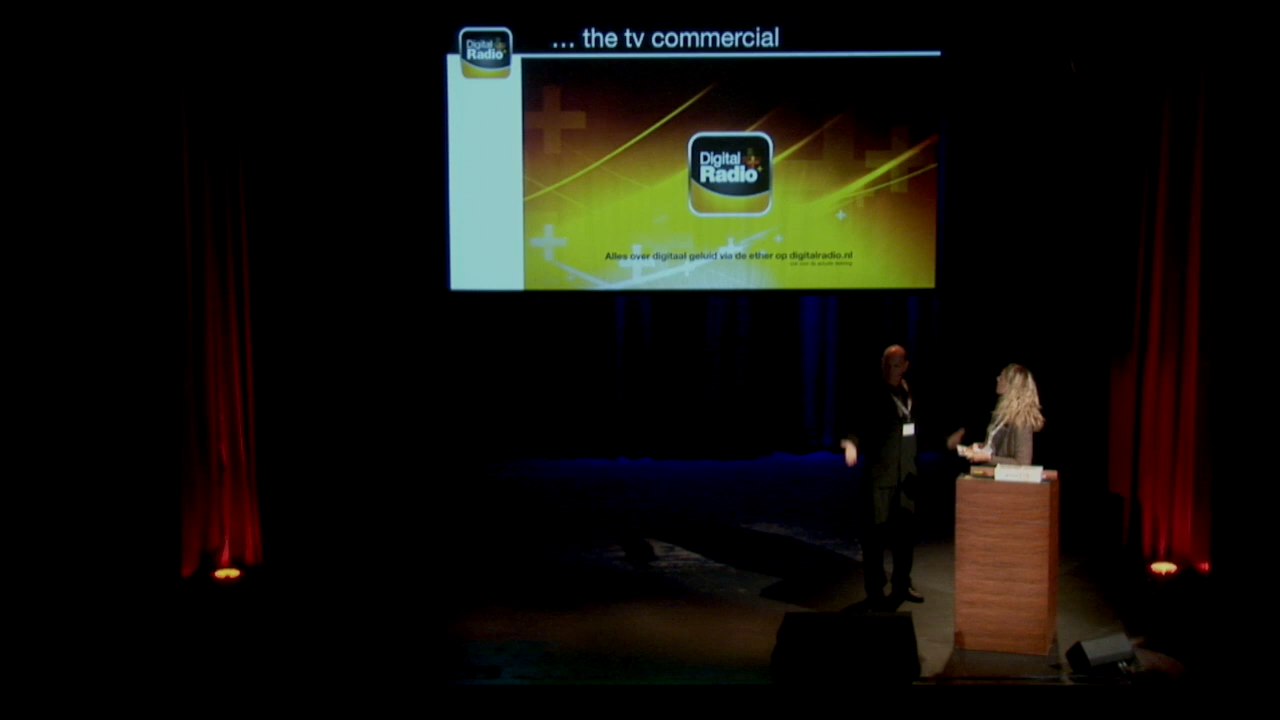 Digital
Radio
... the tv commercial
Digital
Radio
Alles over digitaal geluid via de ether op digitalradio.nl